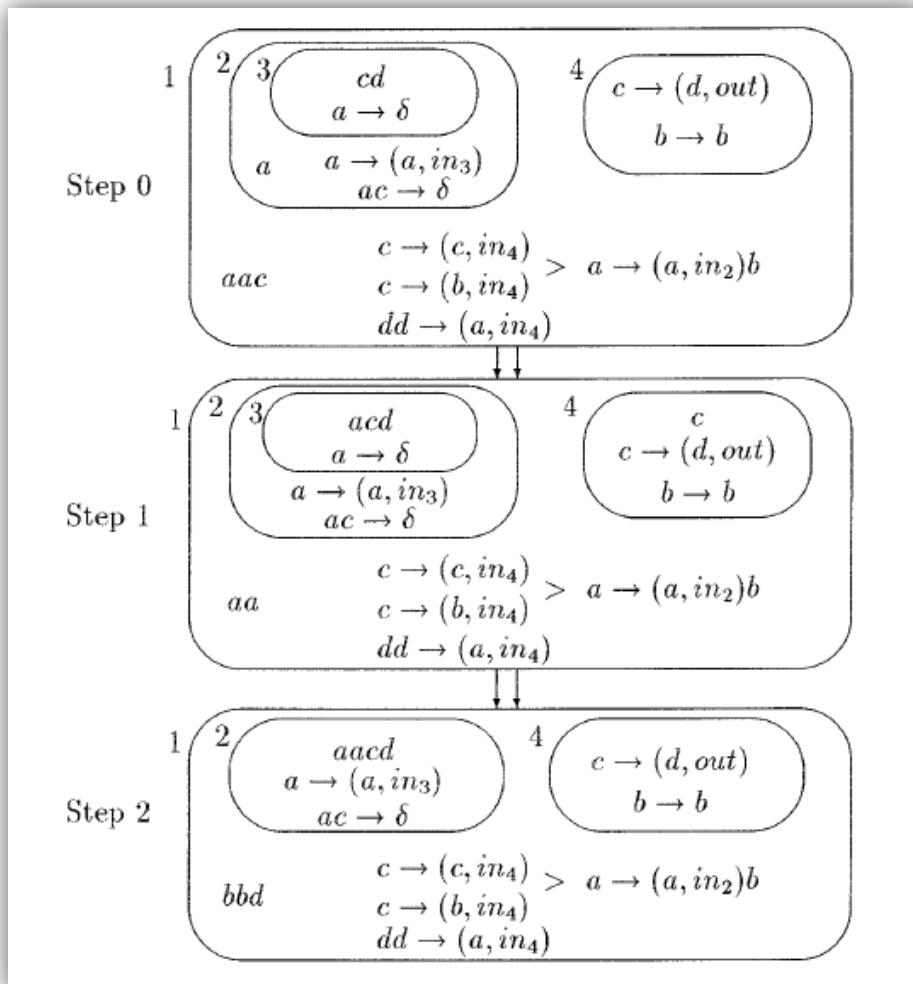 1
2
3
cd
a → δ
a
a → (a, in₃)
ac → δ
4
c → (d, out)
b → b
Step 0
aac
c → (c, in₄)
c → (b, in₄)
dd → (a, in₄)
> a → (a, in₂)b
1
2
3
acd
a → δ
a → (a, in₃)
ac → δ
4
c
c → (d, out)
b → b
Step 1
aa
c → (c, in₄)
c → (b, in₄)
dd → (a, in₄)
> a → (a, in₂)b
1
2
aacd
a → (a, in₃)
ac → δ
4
c → (d, out)
b → b
Step 2
bbd
c → (c, in₄)
c → (b, in₄)
dd → (a, in₄)
> a → (a, in₂)b